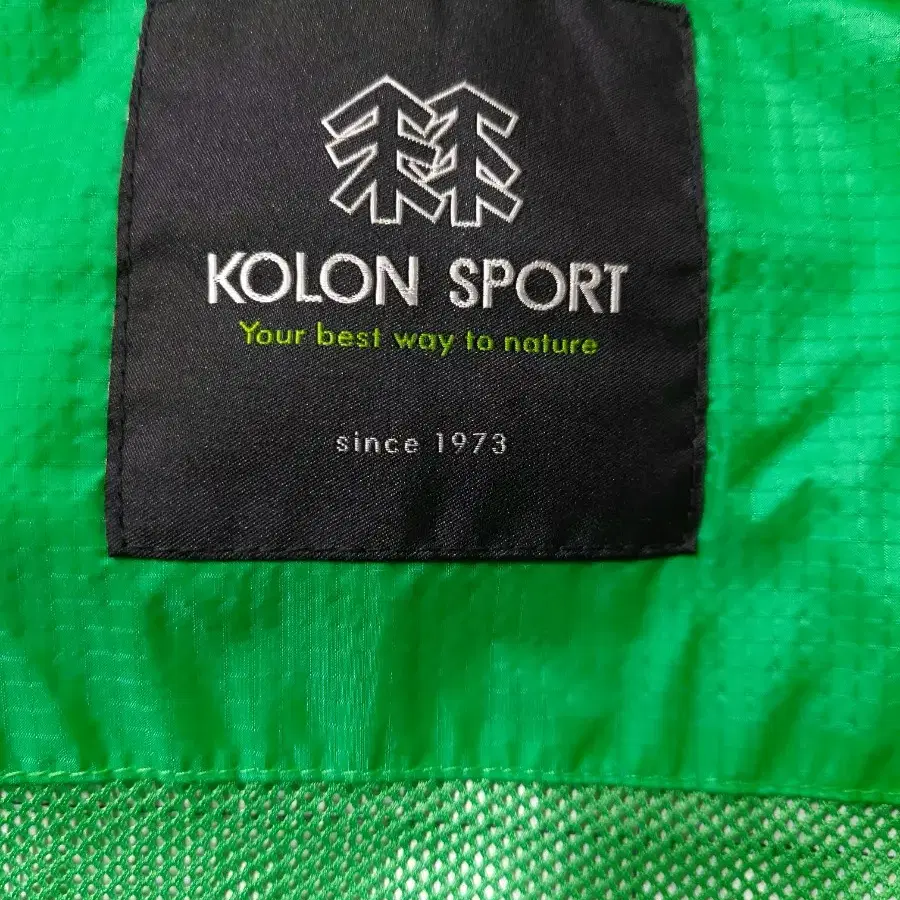 KOLON SPORT
Your best way to nature
since 1973